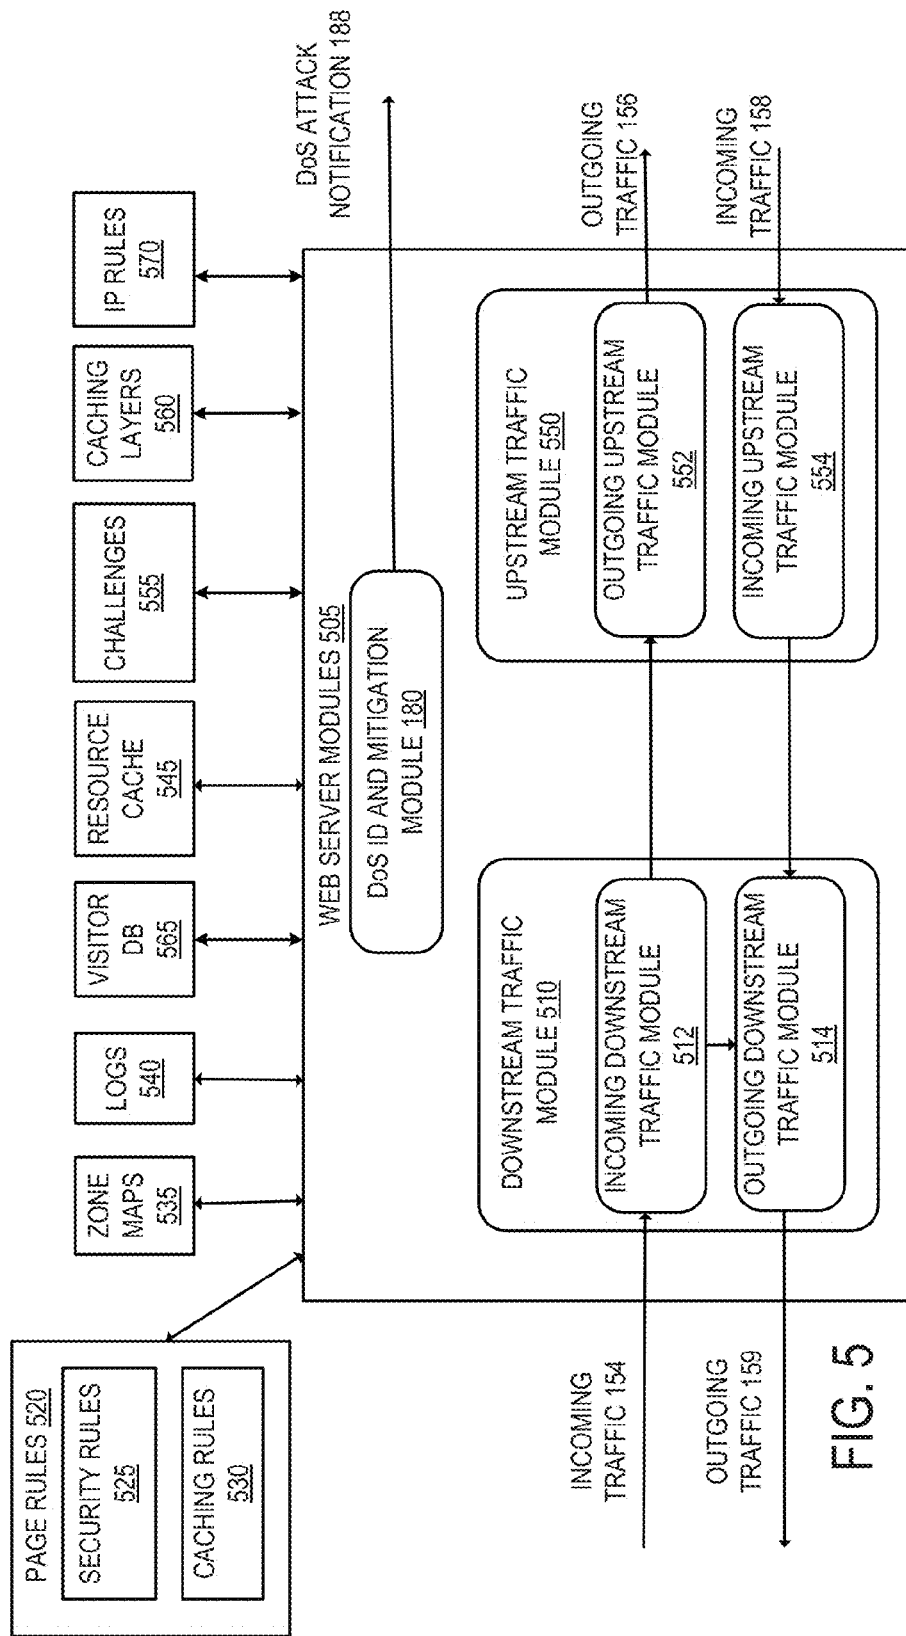 PAGE RULES 520
SECURITY RULES
525
CACHING RULES
530
ZONE
MAPS
535
LOGS
540
VISITOR
DB
565
RESOURCE
CACHE
545
CHALLENGES
555
CACHING
LAYERS
560
IP RULES
570
WEB SERVER MODULES 505
DoS ID AND MITIGATION
MODULE 180
DoS ATTACK
NOTIFICATION 188
DOWNSTREAM TRAFFIC
MODULE 510
INCOMING DOWNSTREAM
TRAFFIC MODULE
512
OUTGOING DOWNSTREAM
TRAFFIC MODULE
514
UPSTREAM TRAFFIC
MODULE 550
OUTGOING UPSTREAM
TRAFFIC MODULE
552
INCOMING UPSTREAM
TRAFFIC MODULE
554
INCOMING
TRAFFIC 154
OUTGOING
TRAFFIC 159
OUTGOING
TRAFFIC 156
INCOMING
TRAFFIC 158
FIG. 5